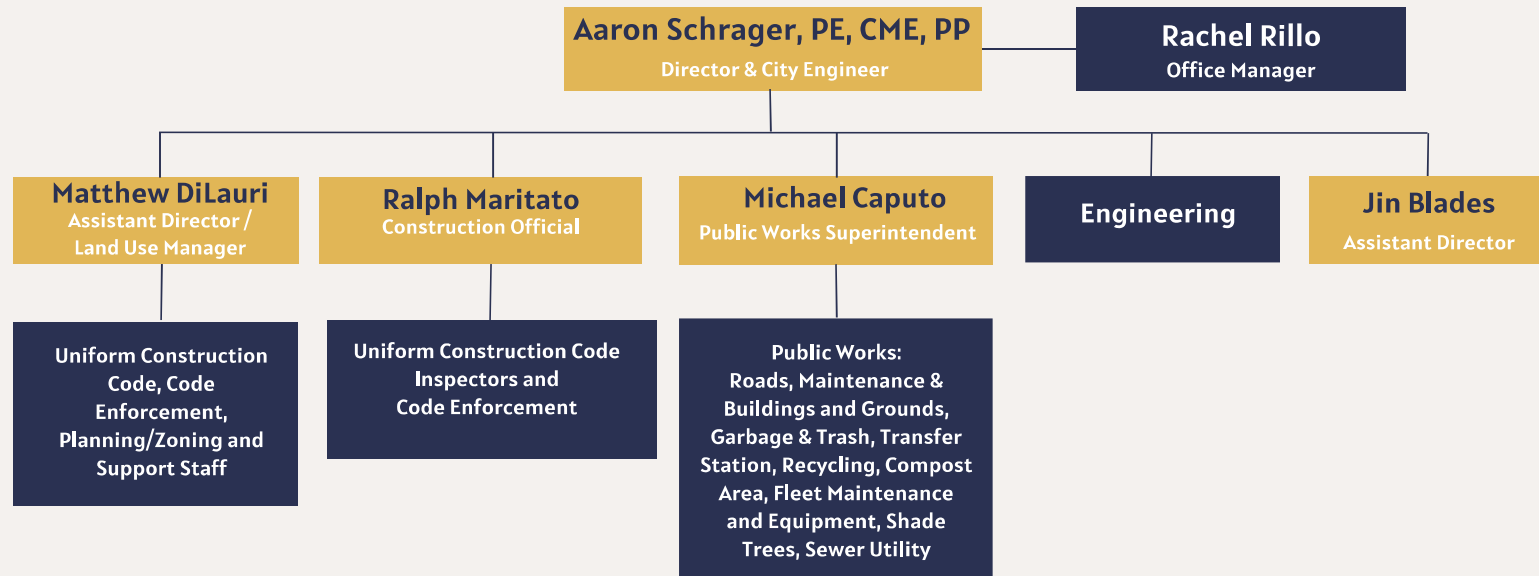 Aaron Schrager, PE, CME, PP
Director & City Engineer
Rachel Rillo
Office Manager
Matthew DiLauri
Assistant Director /
Land Use Manager
Ralph Maritato
Construction Official
Michael Caputo
Public Works Superintendent
Engineering
Jin Blades
Assistant Director
Uniform Construction
Code, Code
Enforcement,
Planning/Zoning and
Support Staff
Uniform Construction Code
Inspectors and
Code Enforcement
Public Works:
Roads, Maintenance &
Buildings and Grounds,
Garbage & Trash, Transfer
Station, Recycling, Compost
Area, Fleet Maintenance
and Equipment, Shade
Trees, Sewer Utility